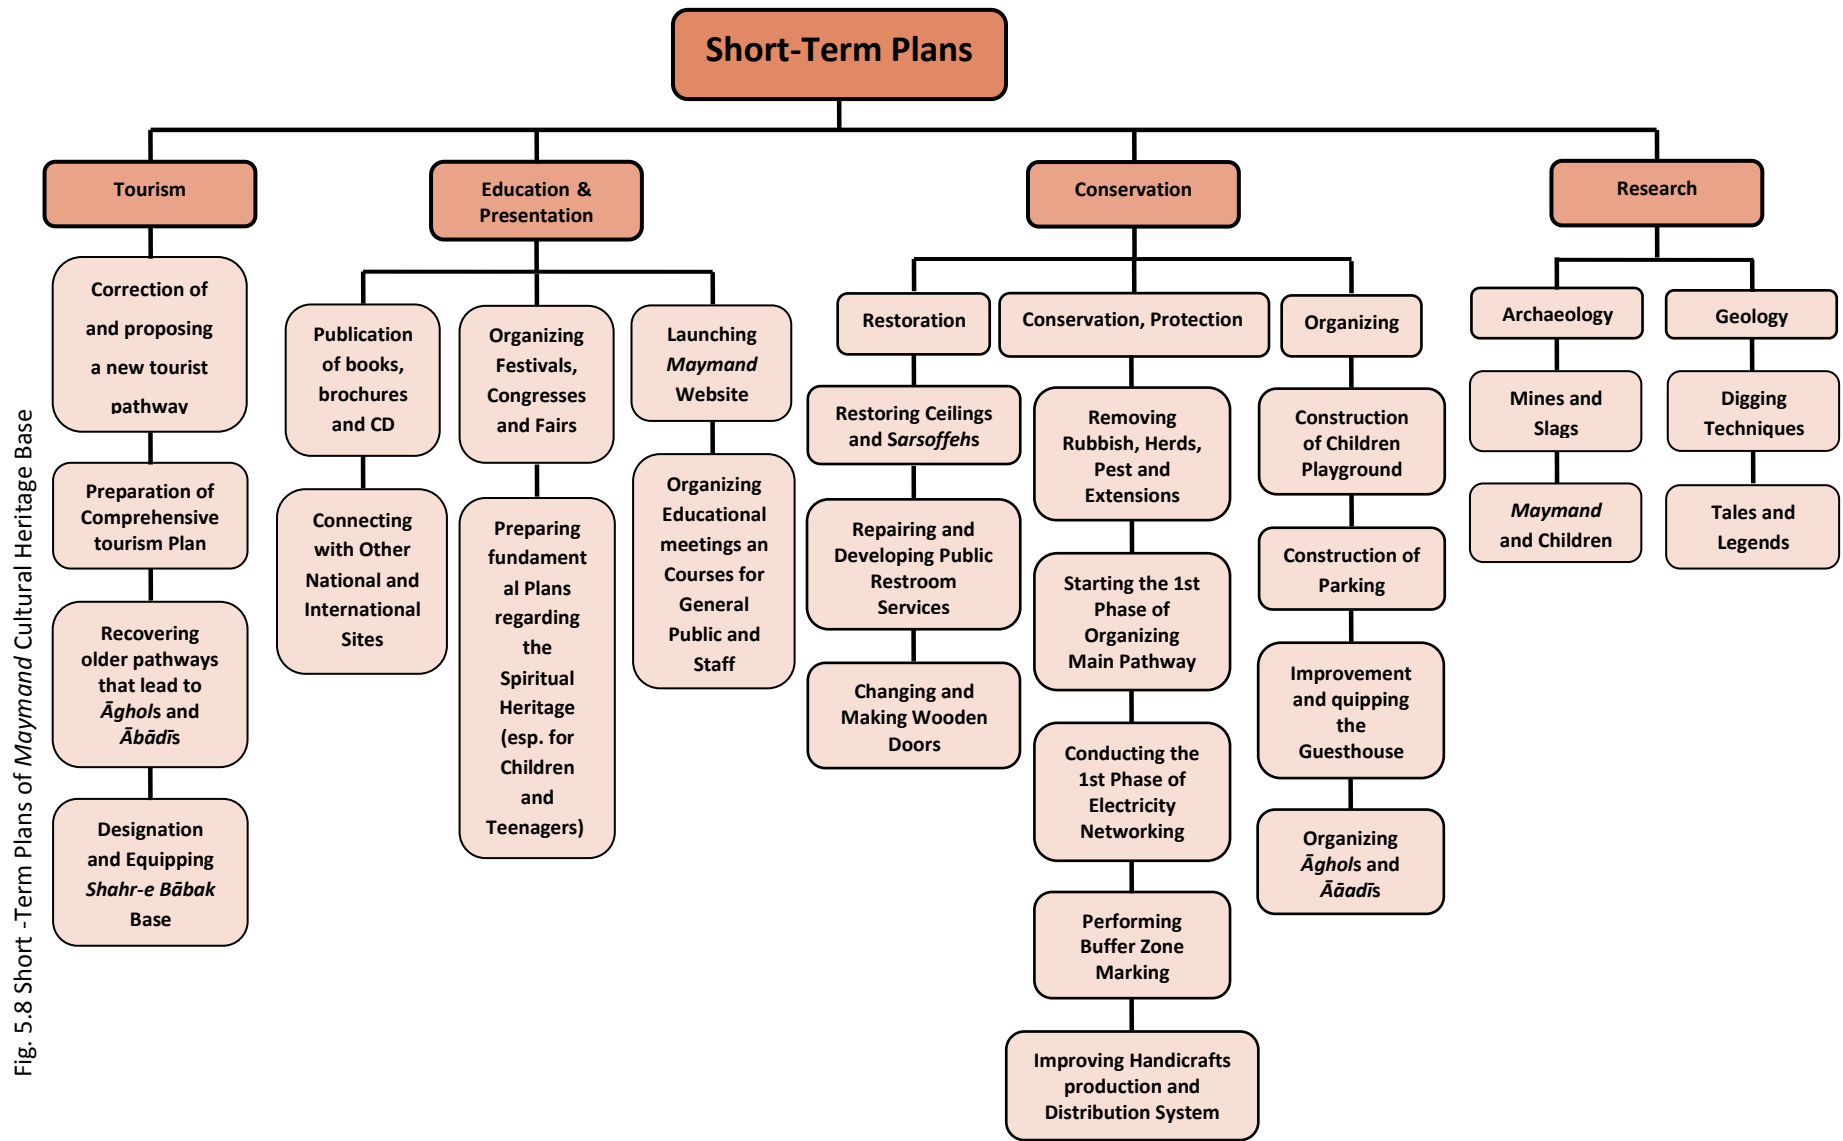 Short-Term Plans
Tourism
Correction of
and proposing
a new tourist
pathway
Preparation of
Comprehensive
tourism Plan
Recovering
older pathways
that lead to
Āghols and
Ābādīs
Designation
and Equipping
Shahr-e Bābak
Base
Education &
Presentation
Publication
of books,
brochures
and CD
Connecting
with Other
National and
International
Sites
Organizing
Festivals,
Congresses
and Fairs
Preparing
fundament
al Plans
regarding
the
Spiritual
Heritage
(esp. for
Children
and
Teenagers)
Launching
Maymand
Website
Organizing
Educational
meetings an
Courses for
General
Public and
Staff
Conservation
Restoration
Restoring Ceilings
and Sarsoffehs
Repairing and
Developing Public
Restroom
Services
Changing and
Making Wooden
Doors
Conservation, Protection
Removing
Rubbish, Herds,
Pest and
Extensions
Starting the 1st
Phase of
Organizing
Main Pathway
Conducting the
1st Phase of
Electricity
Networking
Performing
Buffer Zone
Marking
Improving Handicrafts
production and
Distribution System
Organizing
Construction
of Children
Playground
Construction of
Parking
Improvement
and quipping
the
Guesthouse
Organizing
Āghols and
Āāadīs
Research
Archaeology
Mines and
Slags
Maymand
and Children
Geology
Digging
Techniques
Tales and
Legends
Fig. 5.8 Short -Term Plans of Maymand Cultural Heritage Base